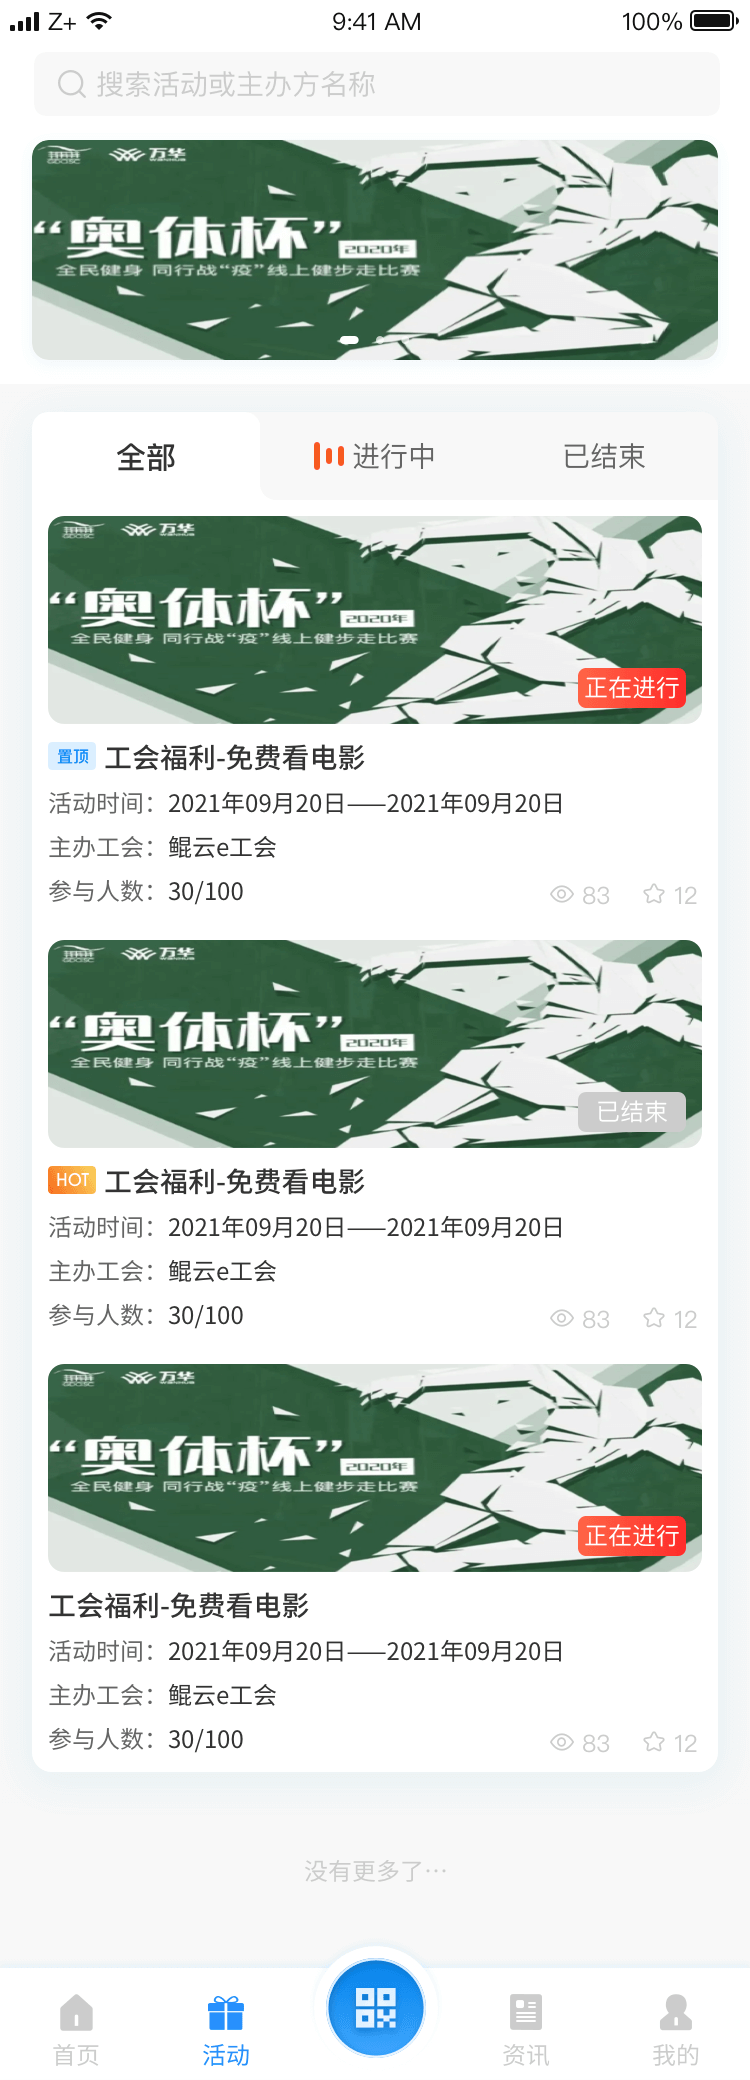 Z+ 9:41 AM 100%
搜索活动或主办方名称
GDOSC 万华
WANHUA
“奥体杯” 2020年
全民健身 同行战“疫”线上健步走比赛
全部 进行中 已结束
万华
“奥体杯” 2020年
全民健身 同行战“疫”线上健步走比赛
正在进行
置顶 工会福利-免费看电影
活动时间：2021年09月20日——2021年09月20日
主办工会：鲲云e工会
参与人数：30/100 83 12
万华
“奥体杯” 2020年
全民健身 同行战“疫”线上健步走比赛
已结束
HOT 工会福利-免费看电影
活动时间：2021年09月20日——2021年09月20日
主办工会：鲲云e工会
参与人数：30/100 83 12
万华
“奥体杯” 2020年
全民健身 同行战“疫”线上健步走比赛
正在进行
工会福利-免费看电影
活动时间：2021年09月20日——2021年09月20日
主办工会：鲲云e工会
参与人数：30/100 83 12
没有更多了…
首页 活动 资讯 我的